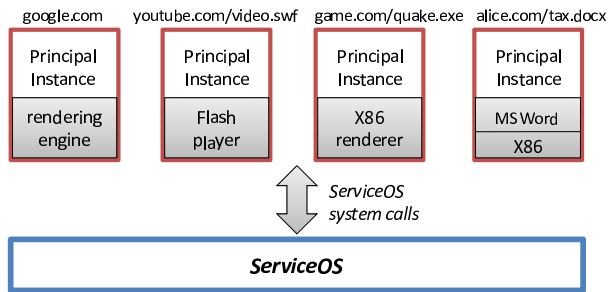 google.com
youtube.com/video.swf
game.com/quake.exe
alice.com/tax.docx
Principal
Instance
rendering
engine
Principal
Instance
Flash
player
Principal
Instance
X86
renderer
Principal
Instance
MS Word
X86
ServiceOS
system calls
ServiceOS